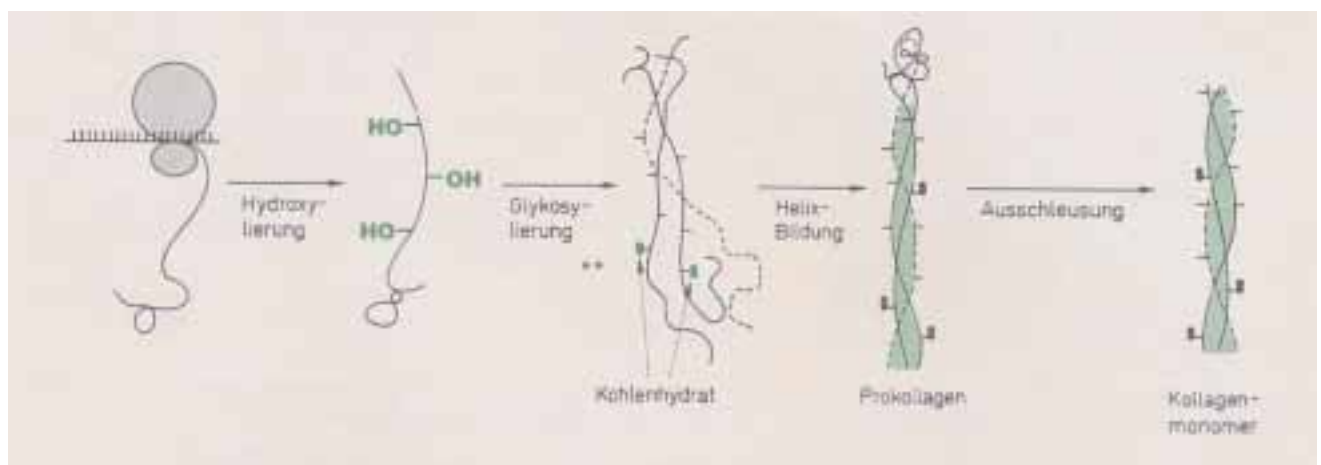 HO
OH
HO
Hydroxy-
lierung
Glykosy-
lierung
Kohlenhydrat
Helix-
Bildung
Prokollagen
Ausschleusung
Kollagen-
monomer